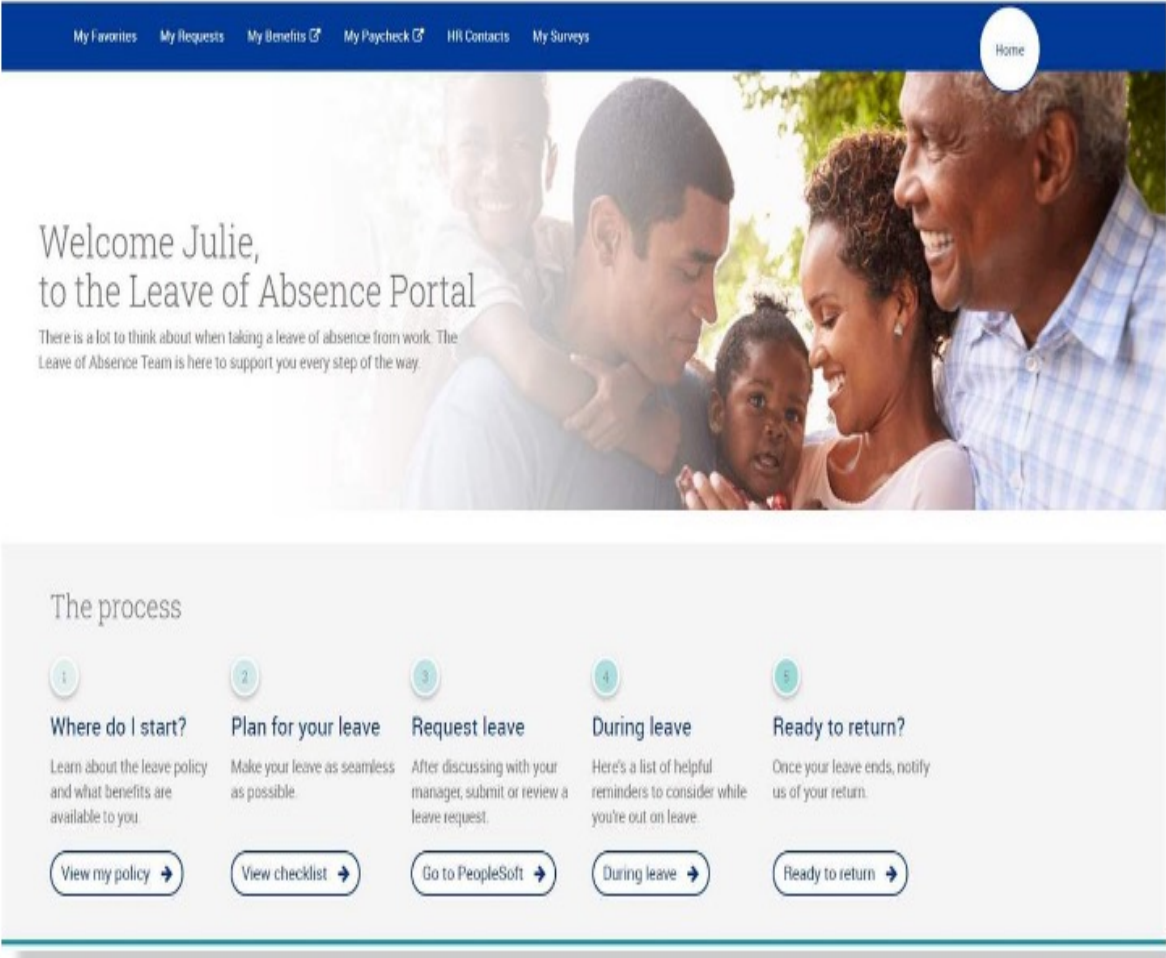 My Favorites My Requests My Benefits My Paycheck HR Contacts My Surveys Home
Welcome Julie,
to the Leave of Absence Portal
There is a lot to think about when taking a leave of absence from work. The
Leave of Absence Team is here to support you every step of the way.
The process
1
Where do I start?
Learn about the leave policy
and what benefits are
available to you.
View my policy
2
Plan for your leave
Make your leave as seamless
as possible.
View checklist
3
Request leave
After discussing with your
manager, submit or review a
leave request.
Go to PeopleSoft
4
During leave
Here's a list of helpful
reminders to consider while
you're out on leave.
During leave
5
Ready to return?
Once your leave ends, notify
us of your return.
Ready to return